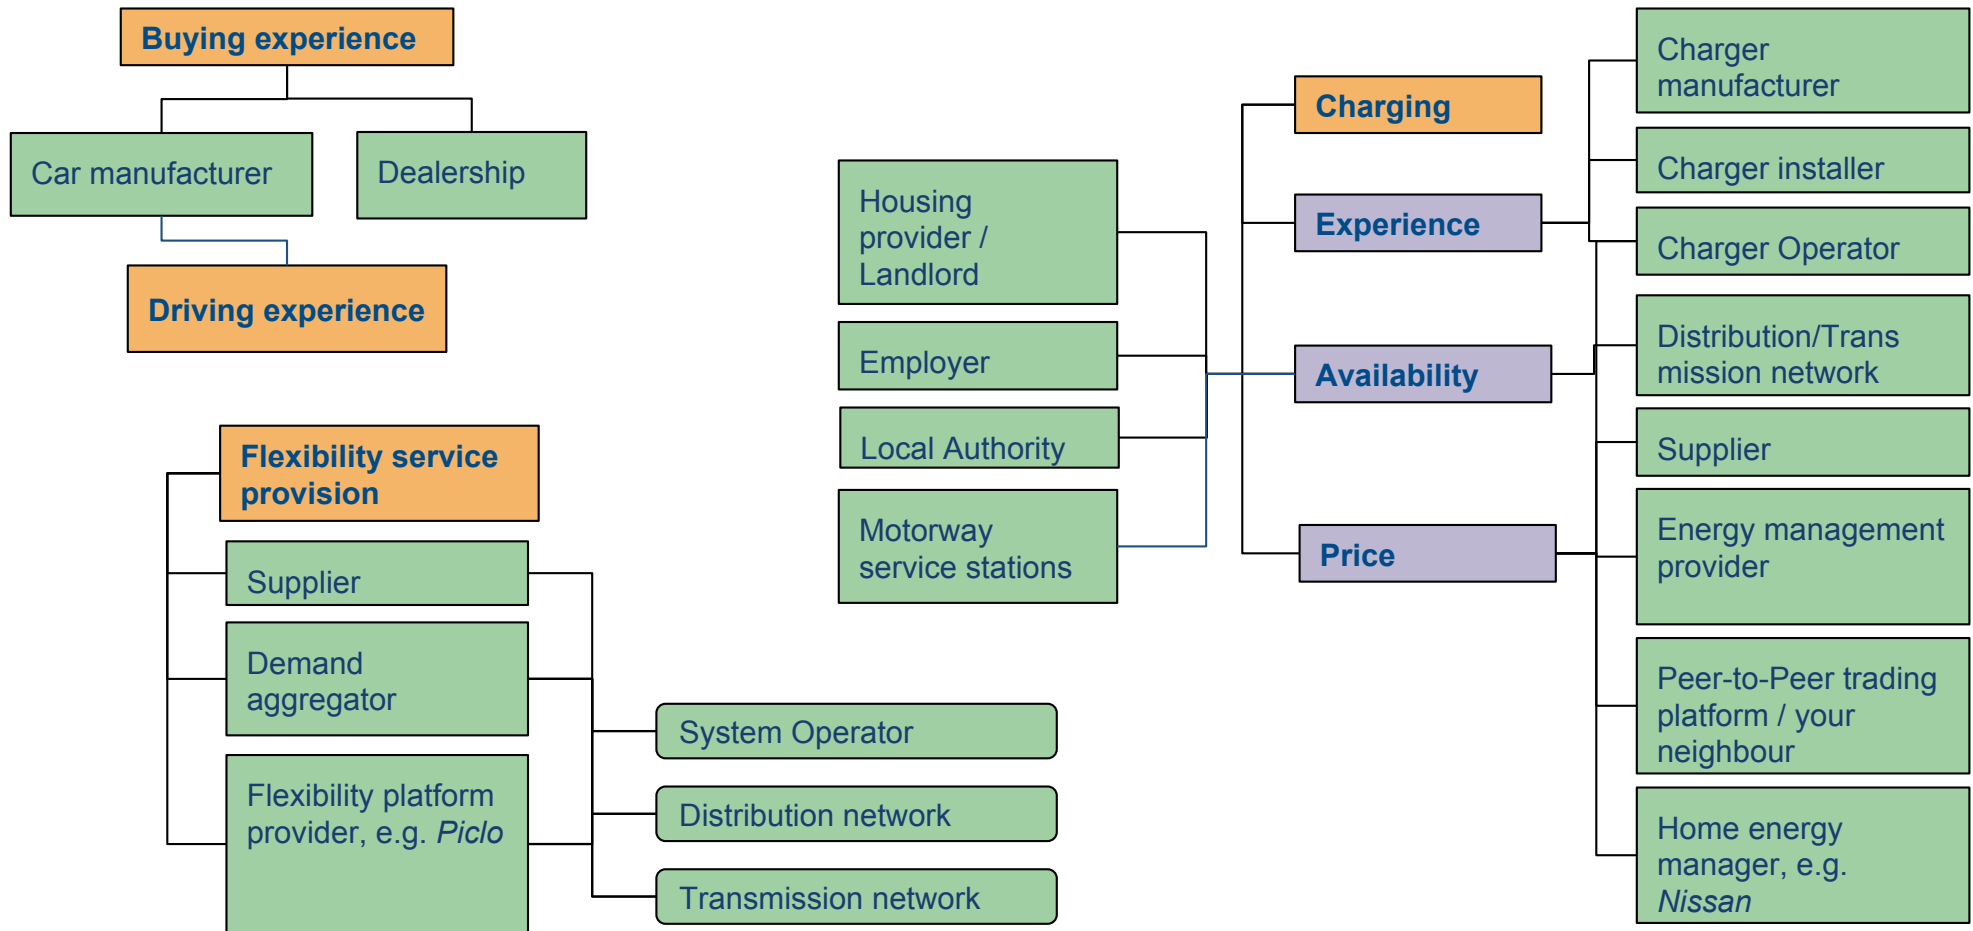 Buying experience
Car manufacturer
Dealership
Driving experience
Flexibility service
provision
Supplier
Demand
aggregator
Flexibility platform
provider, e.g. Piclo
System Operator
Distribution network
Transmission network
Housing
provider /
Landlord
Employer
Local Authority
Motorway
service stations
Charging
Experience
Availability
Price
Charger
manufacturer
Charger installer
Charger Operator
Distribution/Trans
mission network
Supplier
Energy management
provider
Peer-to-Peer trading
platform / your
neighbour
Home energy
manager, e.g.
Nissan